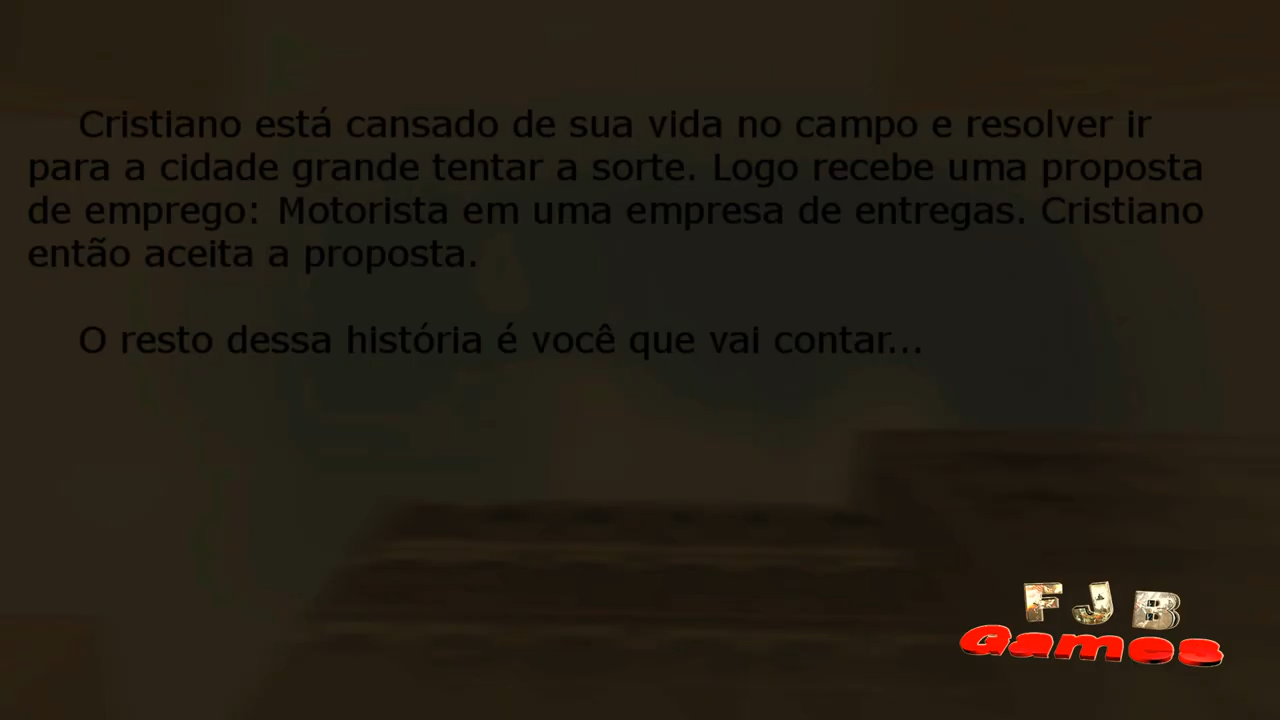 Cristiano está cansado de sua vida no campo e resolver ir
para a cidade grande tentar a sorte. Logo recebe uma proposta
de emprego: Motorista em uma empresa de entregas. Cristiano
então aceita a proposta.
O resto dessa história é você que vai contar...
FJB
Games